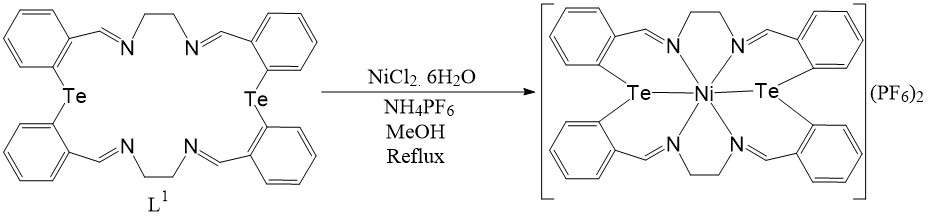 N N
Te Te
N N
L1
NiCl2. 6H2O
NH4PF6
MeOH
Reflux
N N
Te Ni Te
N N
(PF6)2